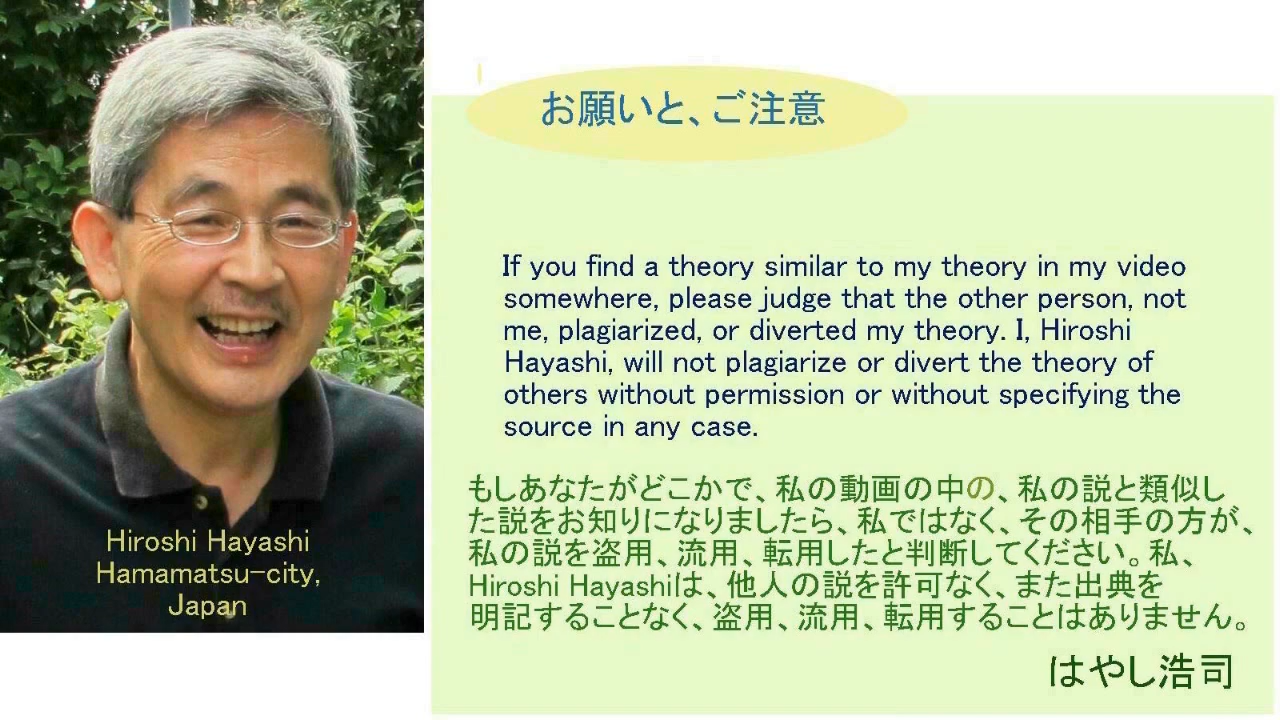 お願いと、ご注意
If you find a theory similar to my theory in my video
somewhere, please judge that the other person, not
me, plagiarized, or diverted my theory. I, Hiroshi
Hayashi, will not plagiarize or divert the theory of
others without permission or without specifying the
source in any case.
もしあなたがどこかで、私の動画の中の、私の説と類似し
た説をお知りになりましたら、私ではなく、その相手の方が、
私の説を盗用、流用、転用したと判断してください。私、
Hiroshi Hayashiは、他人の説を許可なく、また出典を
明記することなく、盗用、流用、転用することはありません。
はやし浩司
Hiroshi Hayashi
Hamamatsu-city,
Japan